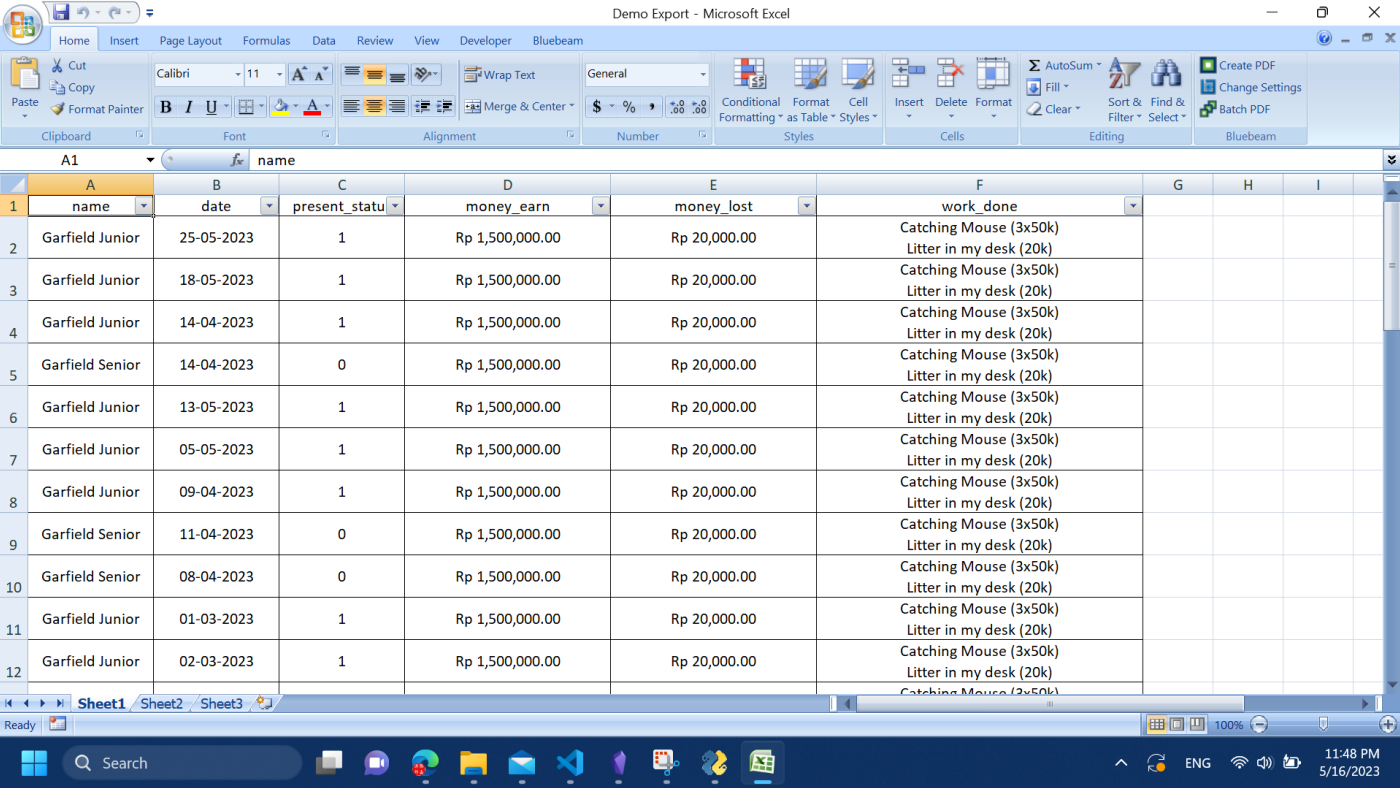 Demo Export - Microsoft Excel
Home Insert Page Layout Formulas Data Review View Developer Bluebeam
Paste
Cut
Copy
Format Painter
Clipboard
Calibri 11
B I U A
Font
Wrap Text
Merge & Center
Alignment
General
$ % ,
Number
Conditional Formatting
Format as Table
Cell Styles
Styles
Insert Delete Format
Cells
Σ AutoSum
Fill
Clear
Sort & Filter
Find & Select
Editing
Create PDF
Change Settings
Batch PDF
Bluebeam
A1 fx name
A B C D E F G H I
1 name date present_statu money_earn money_lost work_done
2 Garfield Junior 25-05-2023 1 Rp 1,500,000.00 Rp 20,000.00 Catching Mouse (3x50k)
Litter in my desk (20k)
3 Garfield Junior 18-05-2023 1 Rp 1,500,000.00 Rp 20,000.00 Catching Mouse (3x50k)
Litter in my desk (20k)
4 Garfield Junior 14-04-2023 1 Rp 1,500,000.00 Rp 20,000.00 Catching Mouse (3x50k)
Litter in my desk (20k)
5 Garfield Senior 14-04-2023 0 Rp 1,500,000.00 Rp 20,000.00 Catching Mouse (3x50k)
Litter in my desk (20k)
6 Garfield Junior 13-05-2023 1 Rp 1,500,000.00 Rp 20,000.00 Catching Mouse (3x50k)
Litter in my desk (20k)
7 Garfield Junior 05-05-2023 1 Rp 1,500,000.00 Rp 20,000.00 Catching Mouse (3x50k)
Litter in my desk (20k)
8 Garfield Junior 09-04-2023 1 Rp 1,500,000.00 Rp 20,000.00 Catching Mouse (3x50k)
Litter in my desk (20k)
9 Garfield Senior 11-04-2023 0 Rp 1,500,000.00 Rp 20,000.00 Catching Mouse (3x50k)
Litter in my desk (20k)
10 Garfield Senior 08-04-2023 0 Rp 1,500,000.00 Rp 20,000.00 Catching Mouse (3x50k)
Litter in my desk (20k)
11 Garfield Junior 01-03-2023 1 Rp 1,500,000.00 Rp 20,000.00 Catching Mouse (3x50k)
Litter in my desk (20k)
12 Garfield Junior 02-03-2023 1 Rp 1,500,000.00 Rp 20,000.00 Catching Mouse (3x50k)
Litter in my desk (20k)
Catching Mouse (3x50k)
Sheet1 Sheet2 Sheet3
Ready 100%
Search ENG 11:48 PM
5/16/2023